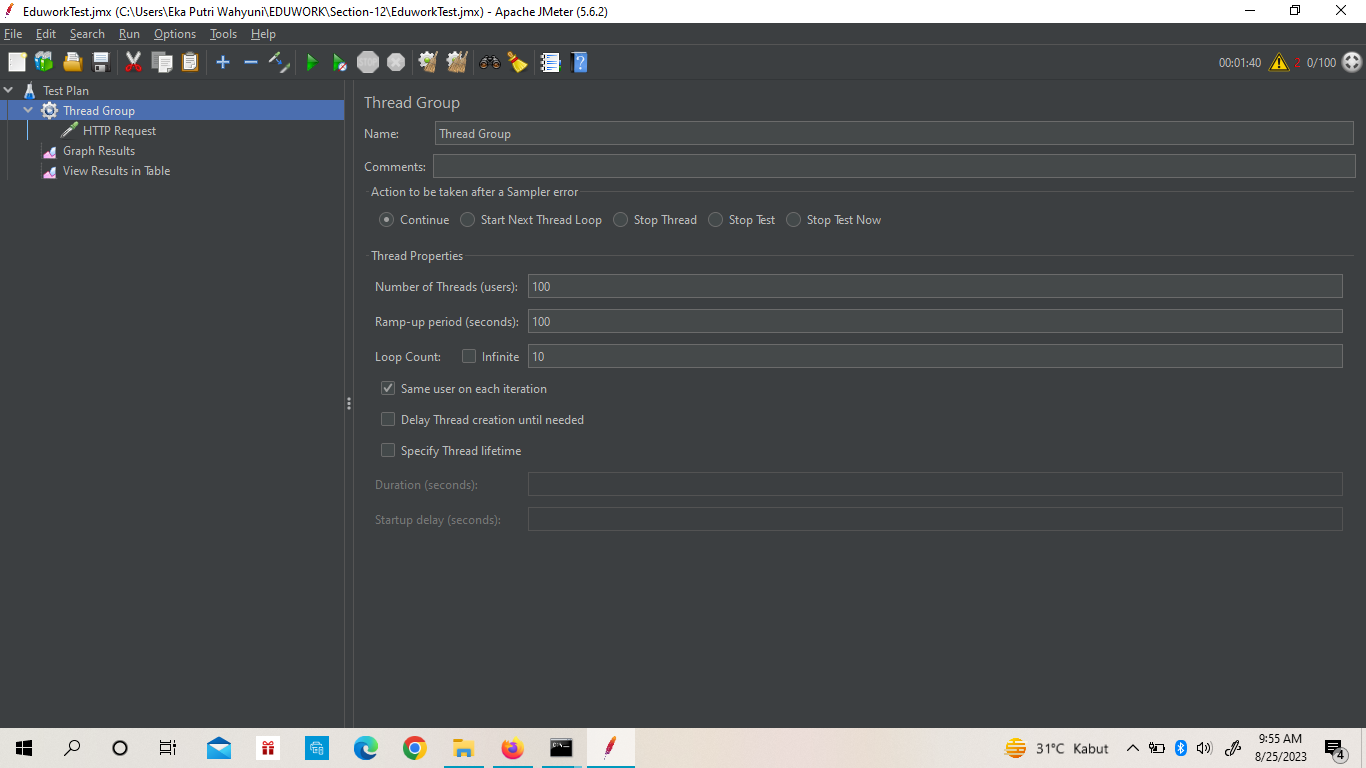 EduworkTest.jmx (C:\Users\Eka Putri Wahyuni\EDUWORK\Section-12\EduworkTest.jmx) - Apache JMeter (5.6.2)
File Edit Search Run Options Tools Help
STOP
00:01:40 2 0/100
Test Plan
Thread Group
HTTP Request
Graph Results
View Results in Table
Thread Group
Name: Thread Group
Comments:
Action to be taken after a Sampler error
Continue Start Next Thread Loop Stop Thread Stop Test Stop Test Now
Thread Properties
Number of Threads (users): 100
Ramp-up period (seconds): 100
Loop Count: Infinite 10
Same user on each iteration
Delay Thread creation until needed
Specify Thread lifetime
Duration (seconds):
Startup delay (seconds):
31°C Kabut
9:55 AM
8/25/2023
4